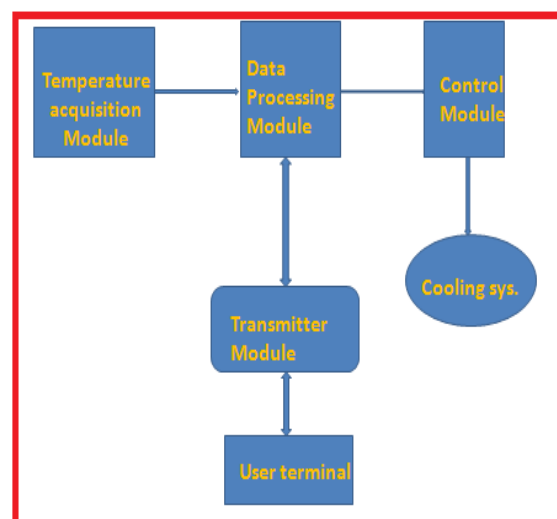 Temperature
acquisition
Module
Data
Processing
Module
Control
Module
Cooling sys.
Transmitter
Module
User terminal